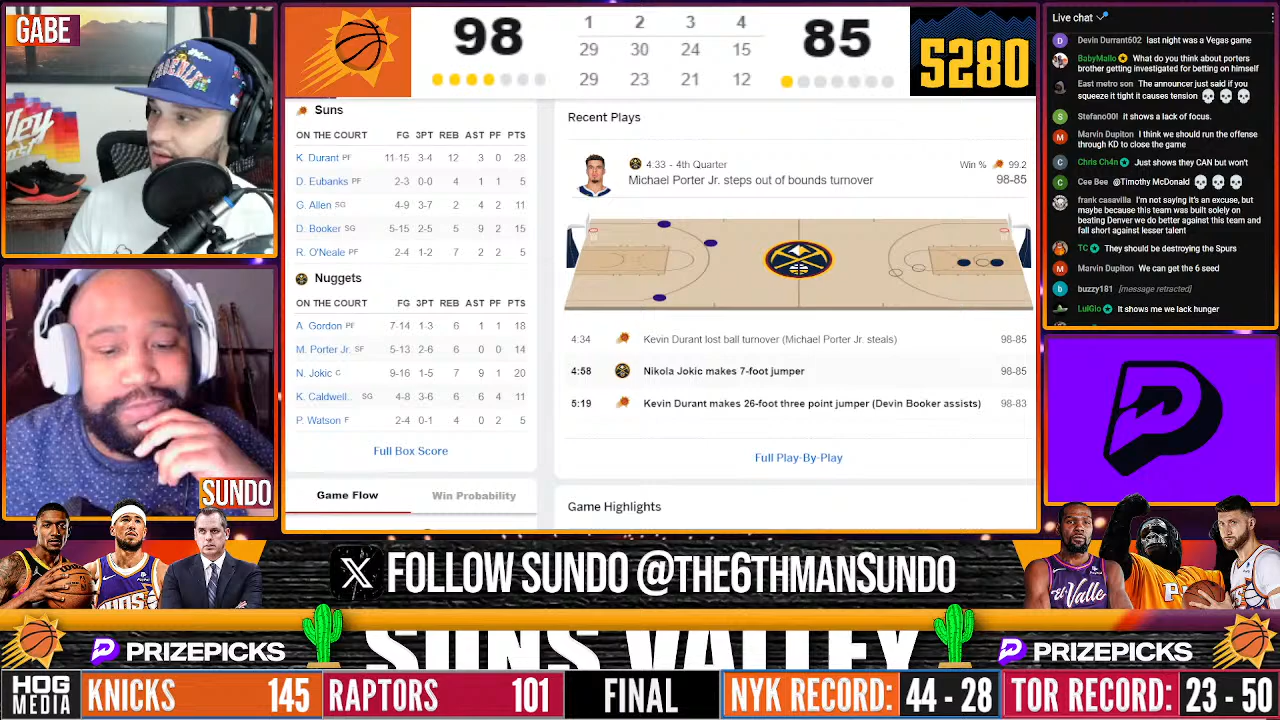 GABE
98
1 2 3 4
29 30 24 15
29 23 21 12
85
5280
Suns
ON THE COURT FG 3PT REB AST PF PTS
K. Durant PF 11-15 3-4 12 3 0 28
D. Eubanks PF 2-3 0-0 4 1 1 5
G. Allen SG 4-9 3-7 2 4 2 11
D. Booker SG 5-15 2-5 5 9 2 15
R. O'Neale PF 2-4 1-2 7 2 2 5
Nuggets
ON THE COURT FG 3PT REB AST PF PTS
A. Gordon PF 7-14 1-3 6 1 1 18
M. Porter Jr. SF 5-13 2-6 6 0 0 14
N. Jokic C 9-16 1-5 7 9 1 20
K. Caldwell.. SG 4-8 3-6 6 6 4 11
P. Watson F 2-4 0-1 4 0 2 5
Full Box Score
Game Flow Win Probability
Recent Plays
4:33 - 4th Quarter Win % 99.2
Michael Porter Jr. steps out of bounds turnover 98-85
4:34 Kevin Durant lost ball turnover (Michael Porter Jr. steals) 98-85
4:58 Nikola Jokic makes 7-foot jumper 98-85
5:19 Kevin Durant makes 26-foot three point jumper (Devin Booker assists) 98-83
Full Play-By-Play
Game Highlights
Live chat
Devin Durrant602 last night was a Vegas game
BabyMallo What do you think about porters
brother getting investigated for betting on himself
East metro son The announcer just said if you
squeeze it tight it causes tension
Stefano00! it shows a lack of focus.
Marvin Dupiton I think we should run the offense
through KD to close the game
Chris Ch4n Just shows they CAN but won't
Cee Bee @Timothy McDonald
frank casavilla I'm not saying it's an excuse, but
maybe because this team was built solely on
beating Denver we do better against this team and
fall short against lesser talent
TC They should be destroying the Spurs
Marvin Dupiton We can get the 6 seed
buzzy181 [message retracted]
LulGio It shows me we lack hunger
SUNDO
FOLLOW SUNDO @THE6THMANSUNDO
SUNS
El Valle
PRIZEPICKS
SUNS VALLEY
PRIZEPICKS
HOG
MEDIA
KNICKS 145 RAPTORS 101 FINAL NYK RECORD: 44 - 28 TOR RECORD: 23 - 50